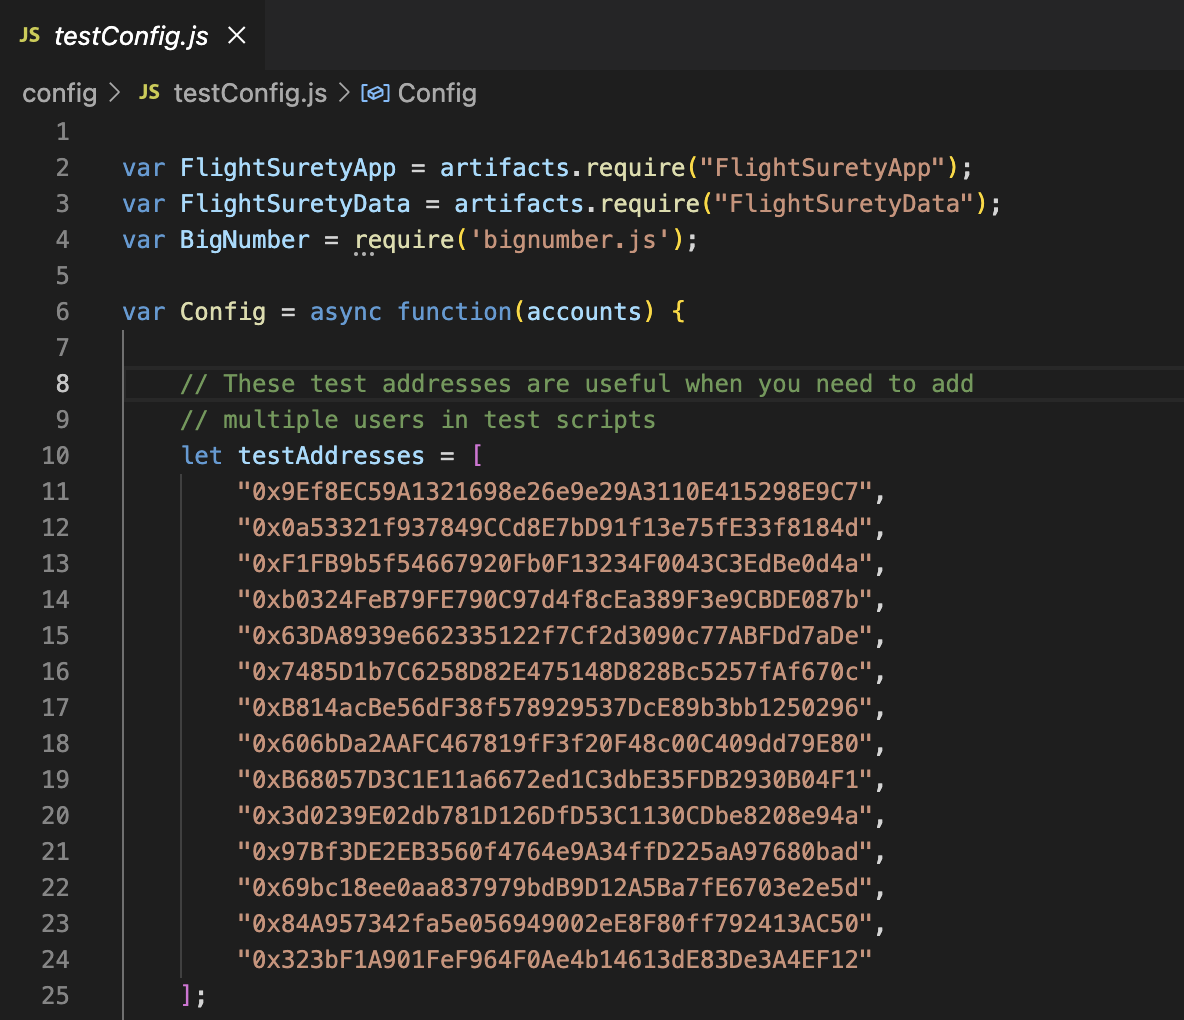 JS testConfig.js ×
config > JS testConfig.js > Config
1
2 var FlightSuretyApp = artifacts.require("FlightSuretyApp");
3 var FlightSuretyData = artifacts.require("FlightSuretyData");
4 var BigNumber = require('bignumber.js');
5
6 var Config = async function(accounts) {
7
8 // These test addresses are useful when you need to add
9 // multiple users in test scripts
10 let testAddresses = [
11 "0x9Ef8EC59A1321698e26e9e29A3110E415298E9C7",
12 "0x0a53321f937849CCd8E7bD91f13e75fE33f8184d",
13 "0xF1FB9b5f54667920Fb0F13234F0043C3EdBe0d4a",
14 "0xb0324FeB79FE790C97d4f8cEa389F3e9CBDE087b",
15 "0x63DA8939e662335122f7Cf2d3090c77ABFDd7aDe",
16 "0x7485D1b7C6258D82E475148D828Bc5257fAf670c",
17 "0xB814acBe56dF38f578929537DcE89b3bb1250296",
18 "0x606bDa2AAFC467819fF3f20F48c00C409dd79E80",
19 "0xB68057D3C1E11a6672ed1C3dbE35FDB2930B04F1",
20 "0x3d0239E02db781D126DfD53C1130CDbe8208e94a",
21 "0x97Bf3DE2EB3560f4764e9A34ffD225aA97680bad",
22 "0x69bc18ee0aa837979bdB9D12A5Ba7fE6703e2e5d",
23 "0x84A957342fa5e056949002eE8F80ff792413AC50",
24 "0x323bF1A901FeF964F0Ae4b14613dE83De3A4EF12"
25 ];